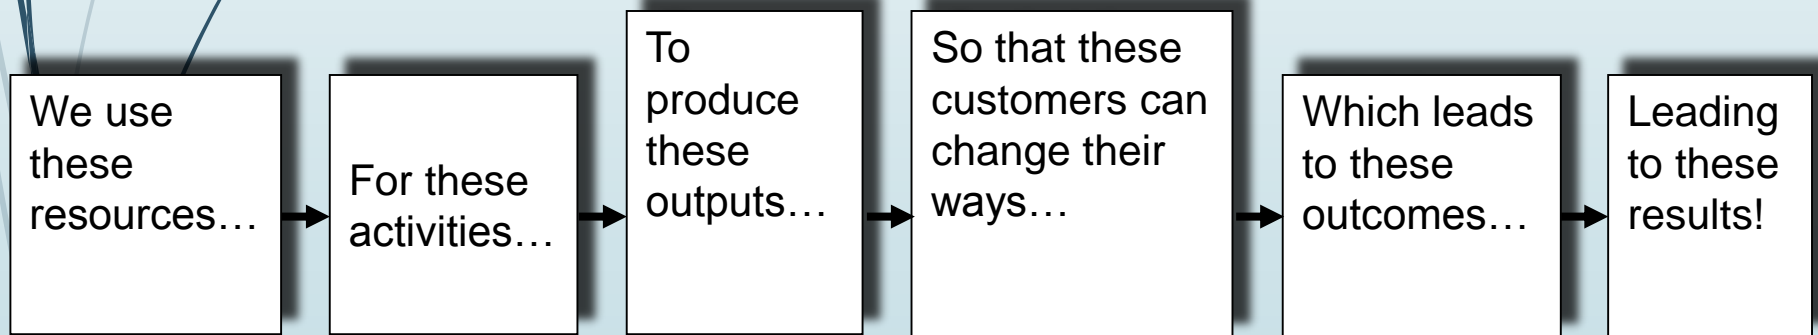 We use
these
resources…
For these
activities…
To
produce
these
outputs…
So that these
customers can
change their
ways…
Which leads
to these
outcomes…
Leading
to these
results!